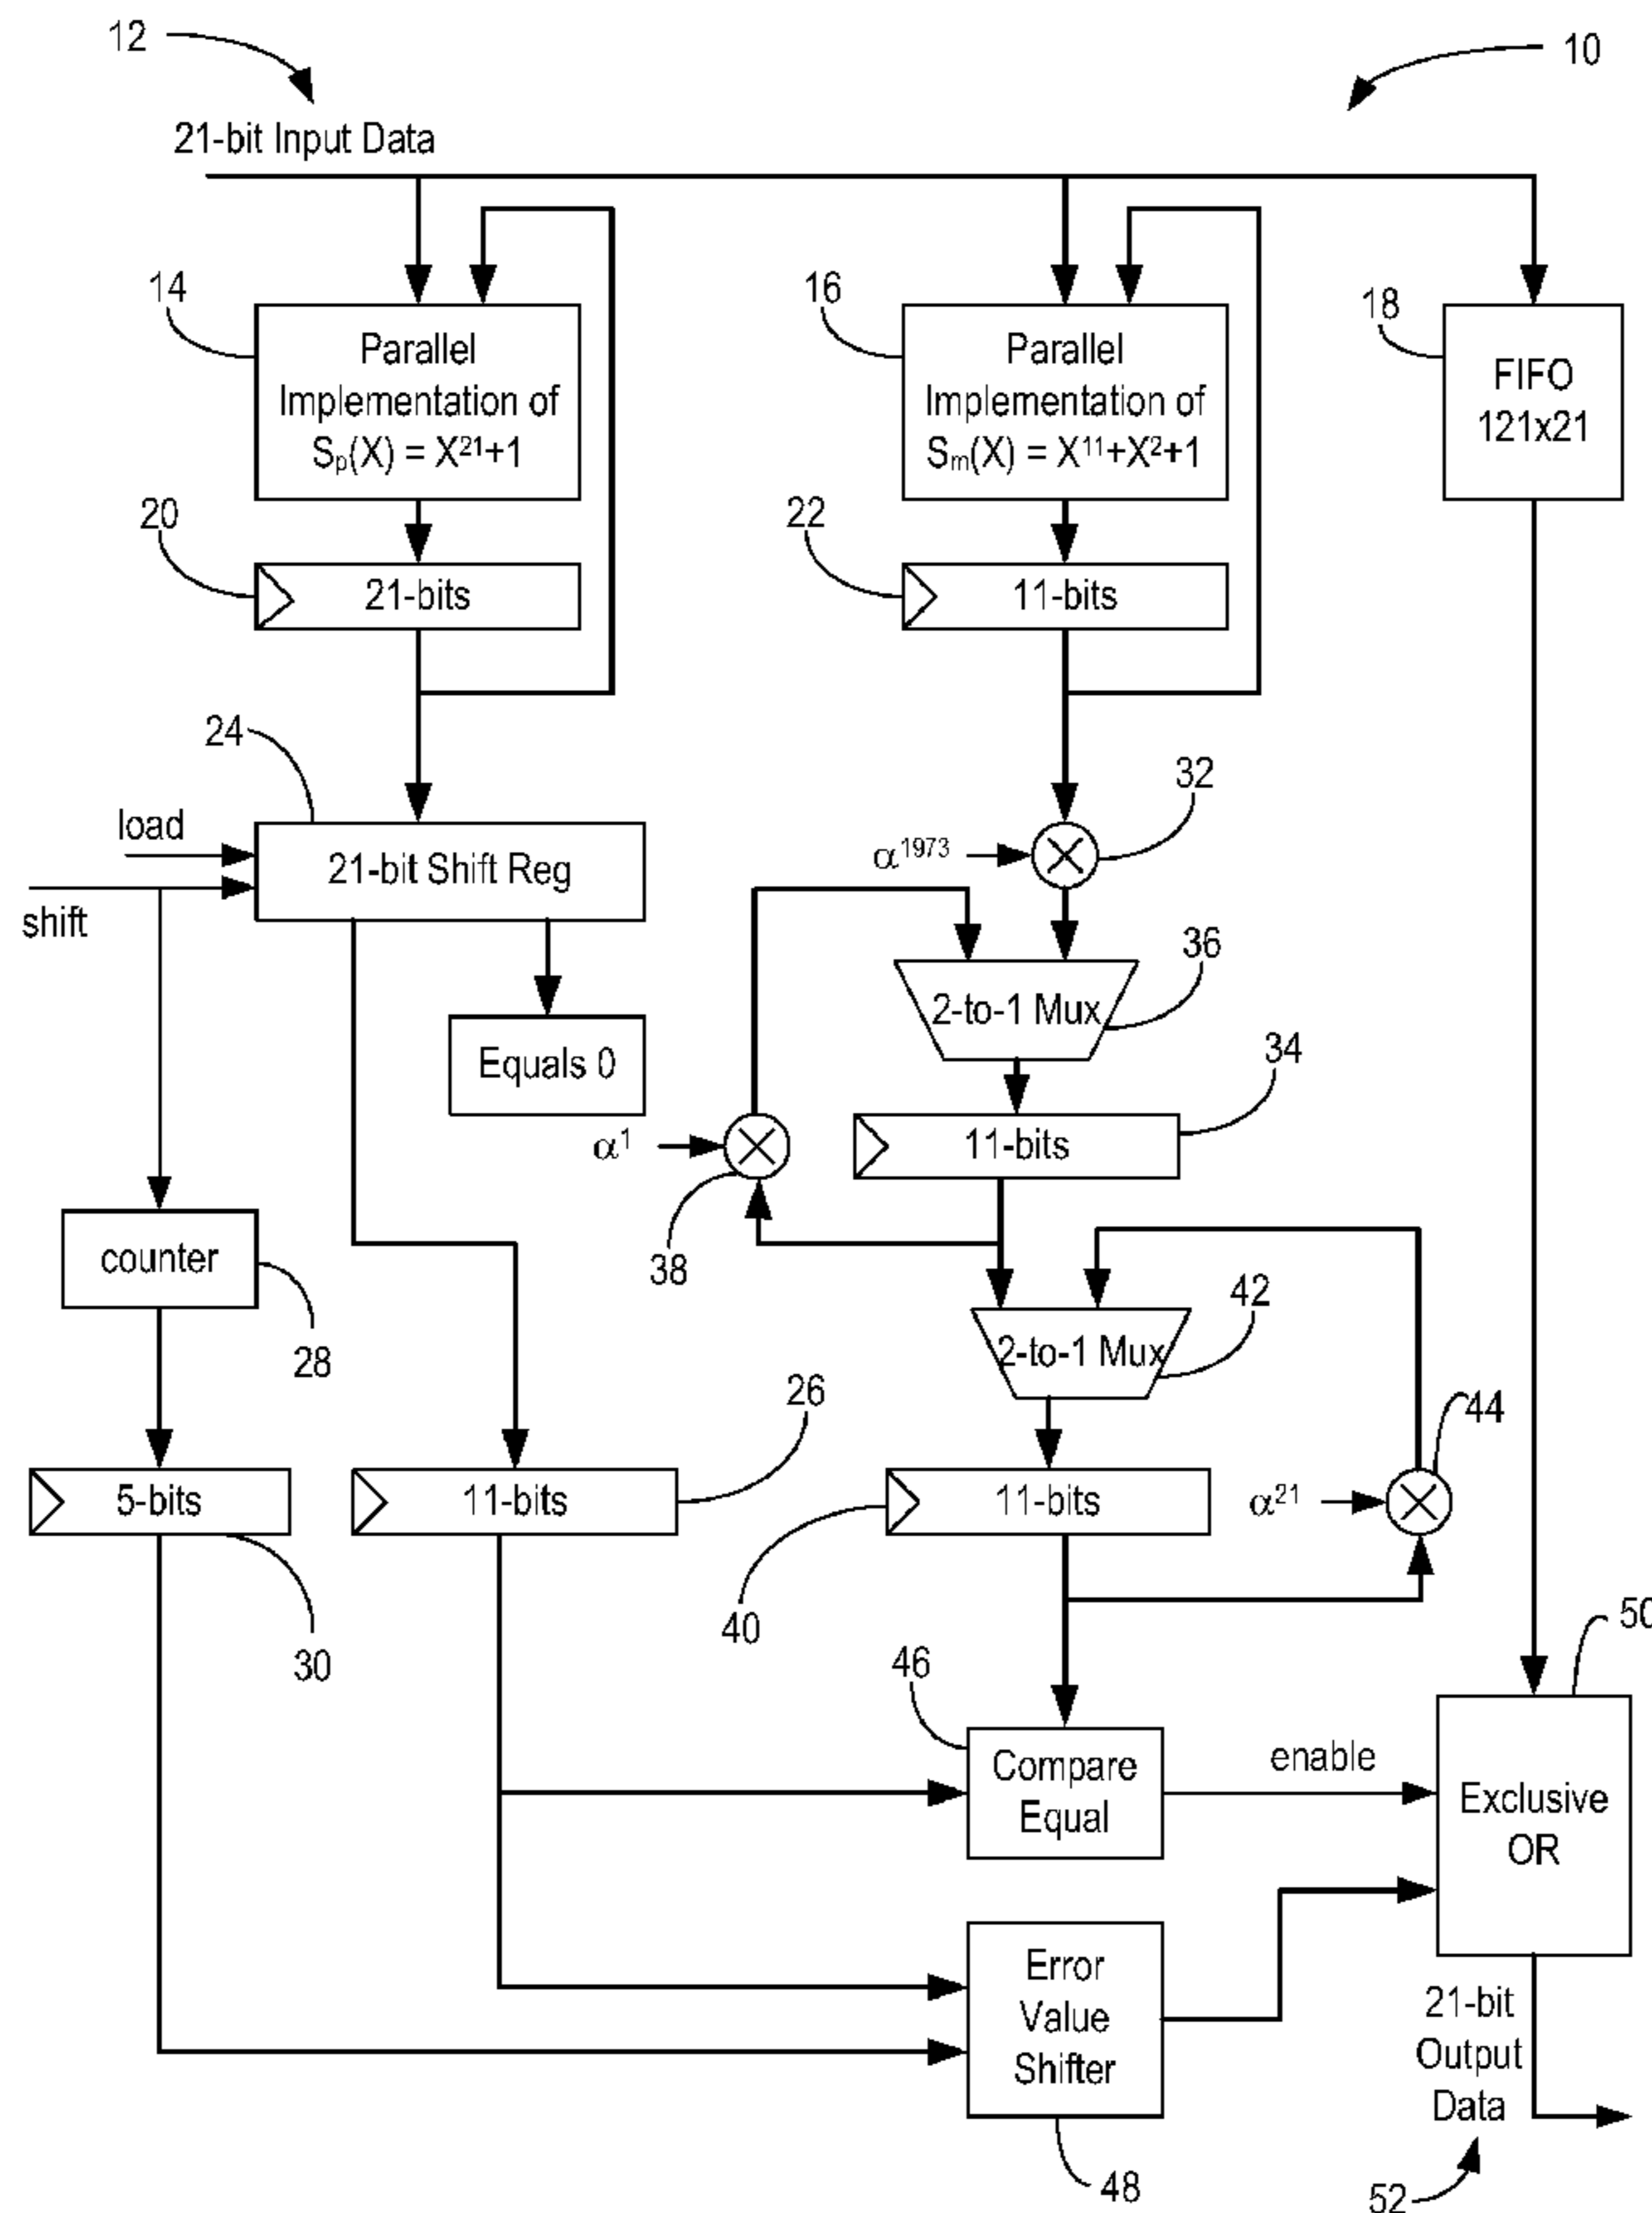 12
10
21-bit Input Data
14
Parallel
Implementation of
Sₚ(X) = X²¹+1
16
Parallel
Implementation of
Sₘ(X) = X¹¹+X²+1
18
FIFO
121x21
20
21-bits
22
11-bits
24
load
shift
21-bit Shift Reg
α¹⁹⁷³
32
36
2-to-1 Mux
Equals 0
34
α¹
11-bits
38
counter
28
42
2-to-1 Mux
26
44
5-bits
11-bits
11-bits
α²¹
30
40
50
46
Compare
Equal
enable
Exclusive
OR
Error
Value
Shifter
21-bit
Output
Data
48
52